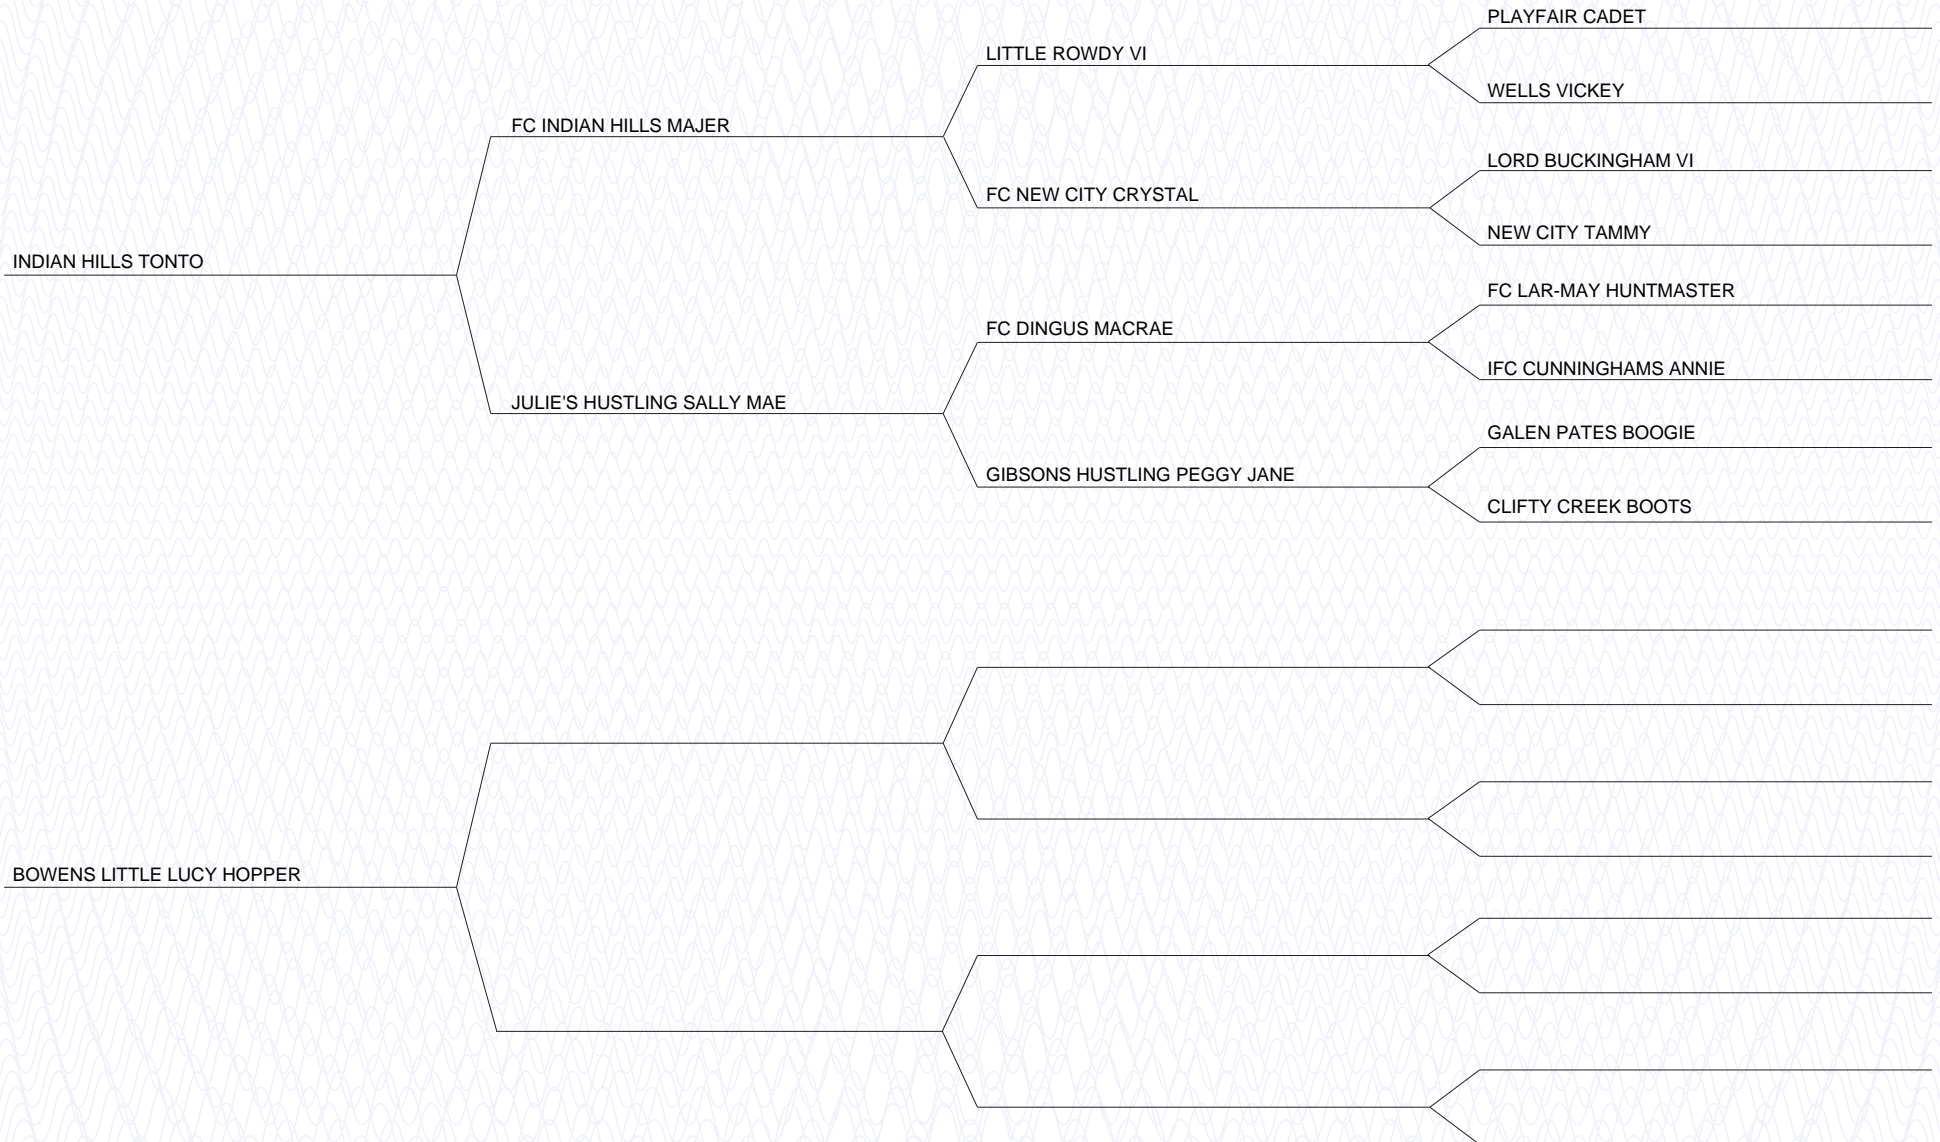 PLAYFAIR CADET
LITTLE ROWDY VI
WELLS VICKEY
FC INDIAN HILLS MAJER
LORD BUCKINGHAM VI
FC NEW CITY CRYSTAL
NEW CITY TAMMY
INDIAN HILLS TONTO
FC LAR-MAY HUNTMASTER
FC DINGUS MACRAE
IFC CUNNINGHAMS ANNIE
JULIE'S HUSTLING SALLY MAE
GALEN PATES BOOGIE
GIBSONS HUSTLING PEGGY JANE
CLIFTY CREEK BOOTS
BOWENS LITTLE LUCY HOPPER